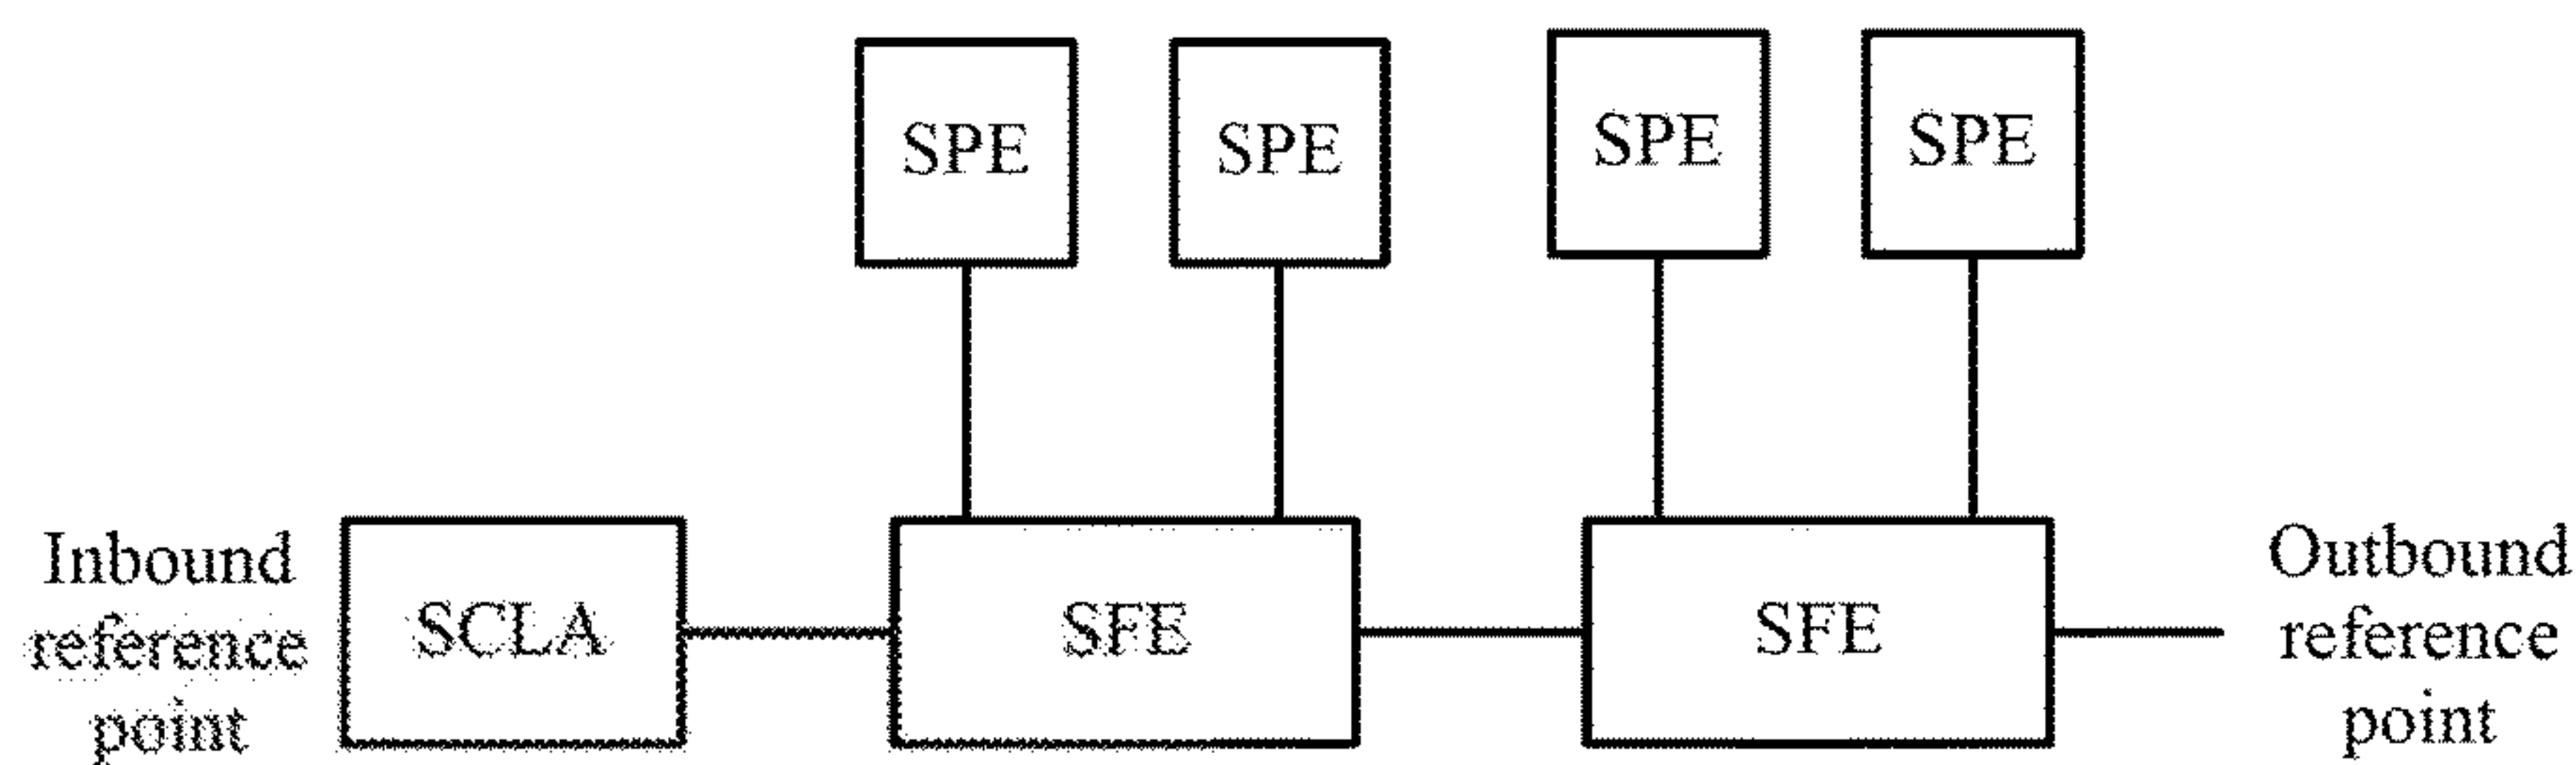 SPE
SPE
SPE
SPE
Inbound
reference
point
SCLA
SFE
SFE
Outbound
reference
point